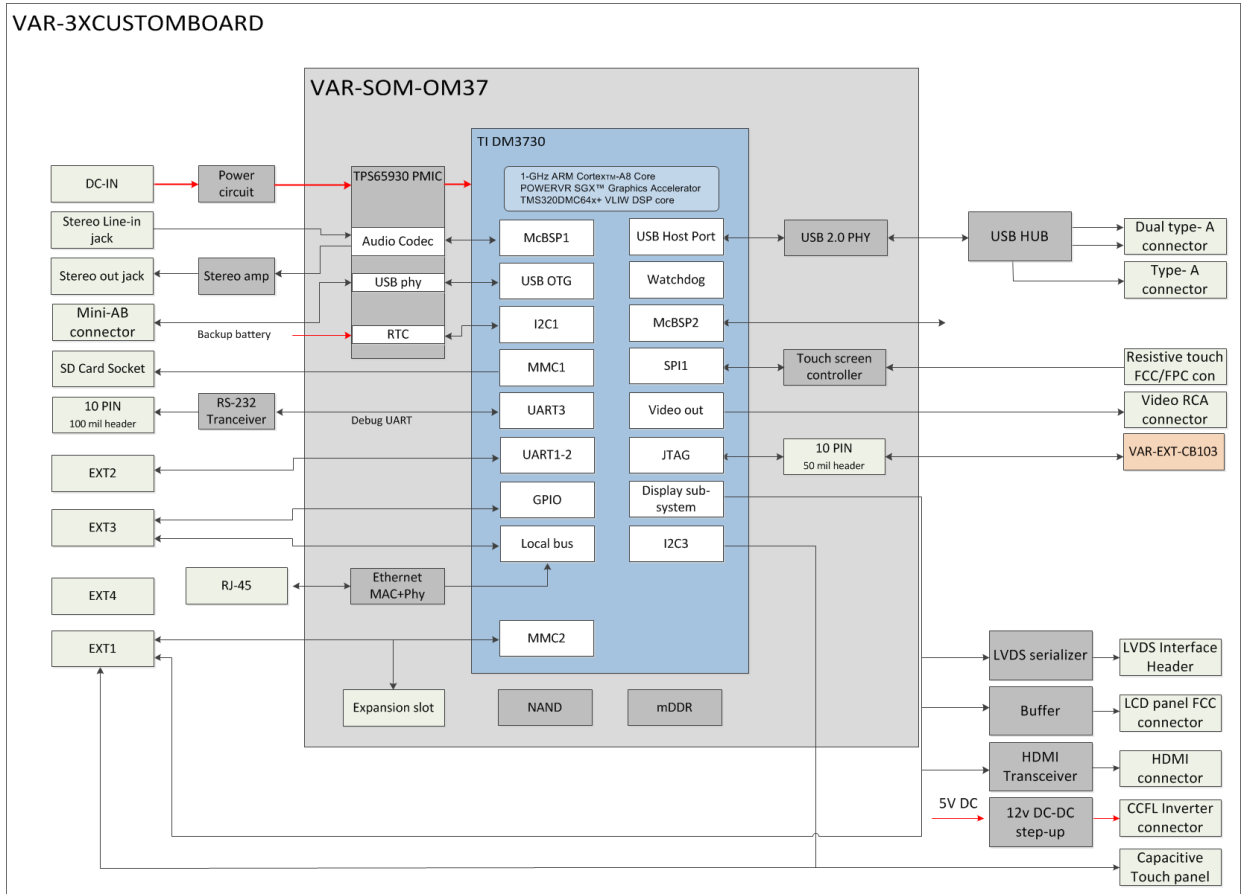 VAR-3XCUSTOMBOARD
VAR-SOM-OM37
TI DM3730
1-GHz ARM Cortex™-A8 Core
POWERVR SGX™ Graphics Accelerator
TMS320DMC64x+ VLIW DSP core
DC-IN
Power
circuit
TPS65930 PMIC
Stereo Line-in
jack
Audio Codec
McBSP1
USB Host Port
USB 2.0 PHY
USB HUB
Dual type- A
connector
Stereo out jack
Stereo amp
USB phy
USB OTG
Watchdog
Type- A
connector
Mini-AB
connector
Backup battery
RTC
I2C1
McBSP2
SD Card Socket
MMC1
SPI1
Touch screen
controller
Resistive touch
FCC/FPC con
10 PIN
100 mil header
RS-232
Tranceiver
Debug UART
UART3
Video out
Video RCA
connector
EXT2
UART1-2
JTAG
10 PIN
50 mil header
VAR-EXT-CB103
EXT3
GPIO
Display sub-
system
Local bus
I2C3
RJ-45
Ethernet
MAC+Phy
EXT4
EXT1
MMC2
LVDS serializer
LVDS Interface
Header
Expansion slot
NAND
mDDR
Buffer
LCD panel FCC
connector
HDMI
Transceiver
HDMI
connector
5V DC
12v DC-DC
step-up
CCFL Inverter
connector
Capacitive
Touch panel